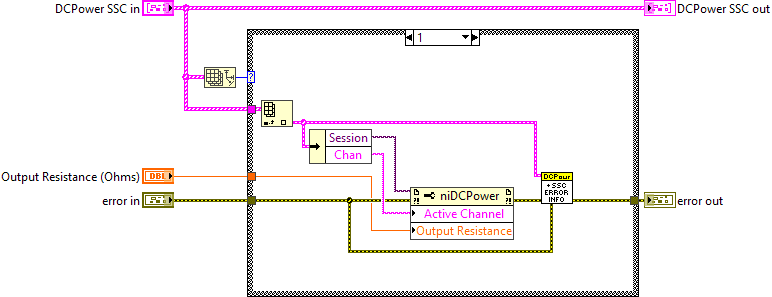 DCPower SSC in
DCPower SSC out
1
?
Session
Chan
DCPowr
+SSC
ERROR
INFO
Output Resistance (Ohms)
DBL
niDCPower
error in
error out
Active Channel
Output Resistance